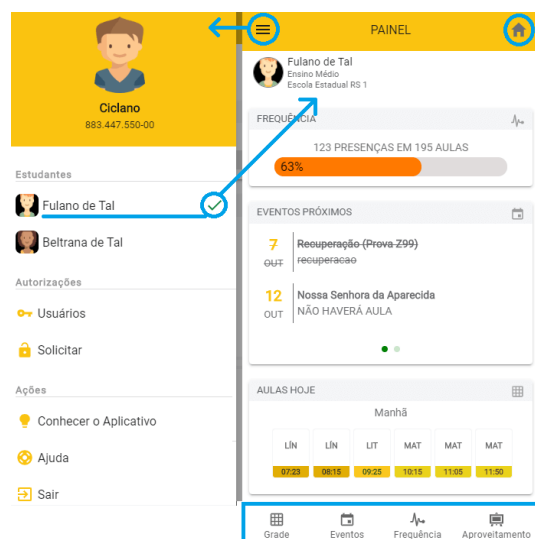 Ciclano
883.447.550-00
Estudantes
Fulano de Tal
Beltrana de Tal
Autorizações
Usuários
Solicitar
Ações
Conhecer o Aplicativo
Ajuda
Sair
PAINEL
Fulano de Tal
Ensino Médio
Escola Estadual RS 1
FREQUÊNCIA
123 PRESENÇAS EM 195 AULAS
63%
EVENTOS PRÓXIMOS
7 Recuperação (Prova Z99)
OUT recuperacao
12 Nossa Senhora da Aparecida
OUT NÃO HAVERÁ AULA
AULAS HOJE
Manhã
LÍN LÍN LIT MAT MAT MAT
07:23 08:15 09:25 10:15 11:05 11:50
Grade Eventos Frequência Aproveitamento